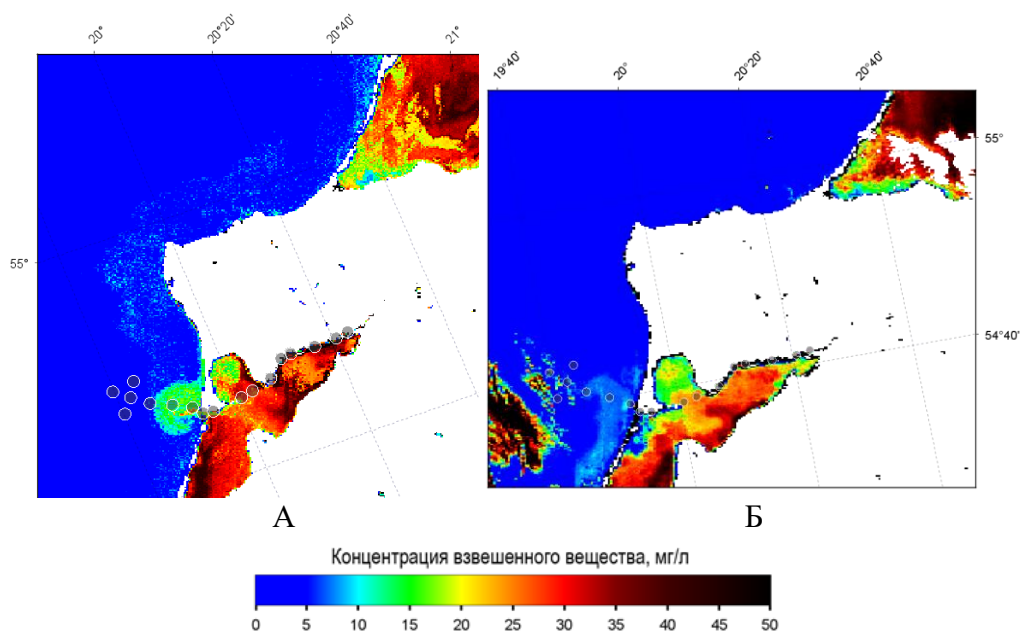 20° 20°20' 20°40' 21°
19°40' 20° 20°20' 20°40'
55°
55°
54°40'
А Б
Концентрация взвешенного вещества, мг/л
0 5 10 15 20 25 30 35 40 45 50